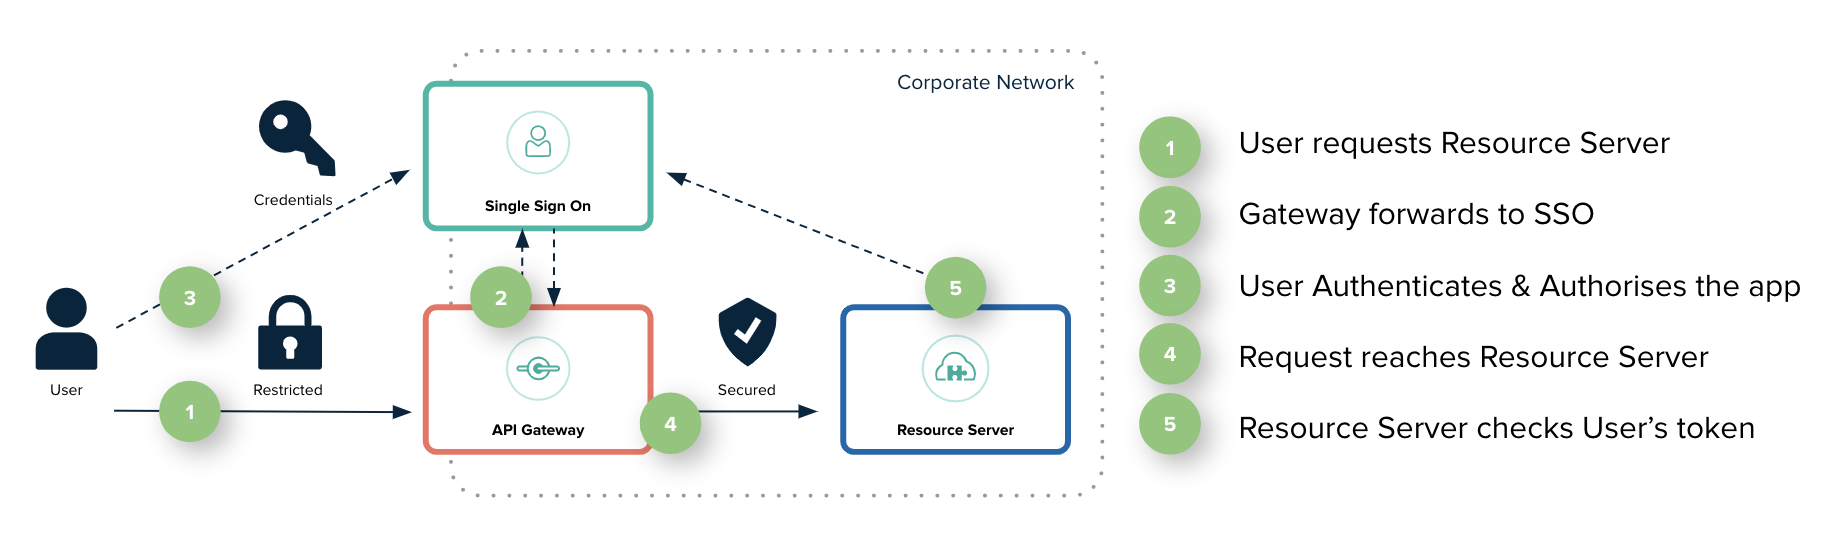 Corporate Network
Credentials
Single Sign On
3
2
5
User
Restricted
Secured
1
API Gateway
4
Resource Server
1 User requests Resource Server
2 Gateway forwards to SSO
3 User Authenticates & Authorises the app
4 Request reaches Resource Server
5 Resource Server checks User’s token